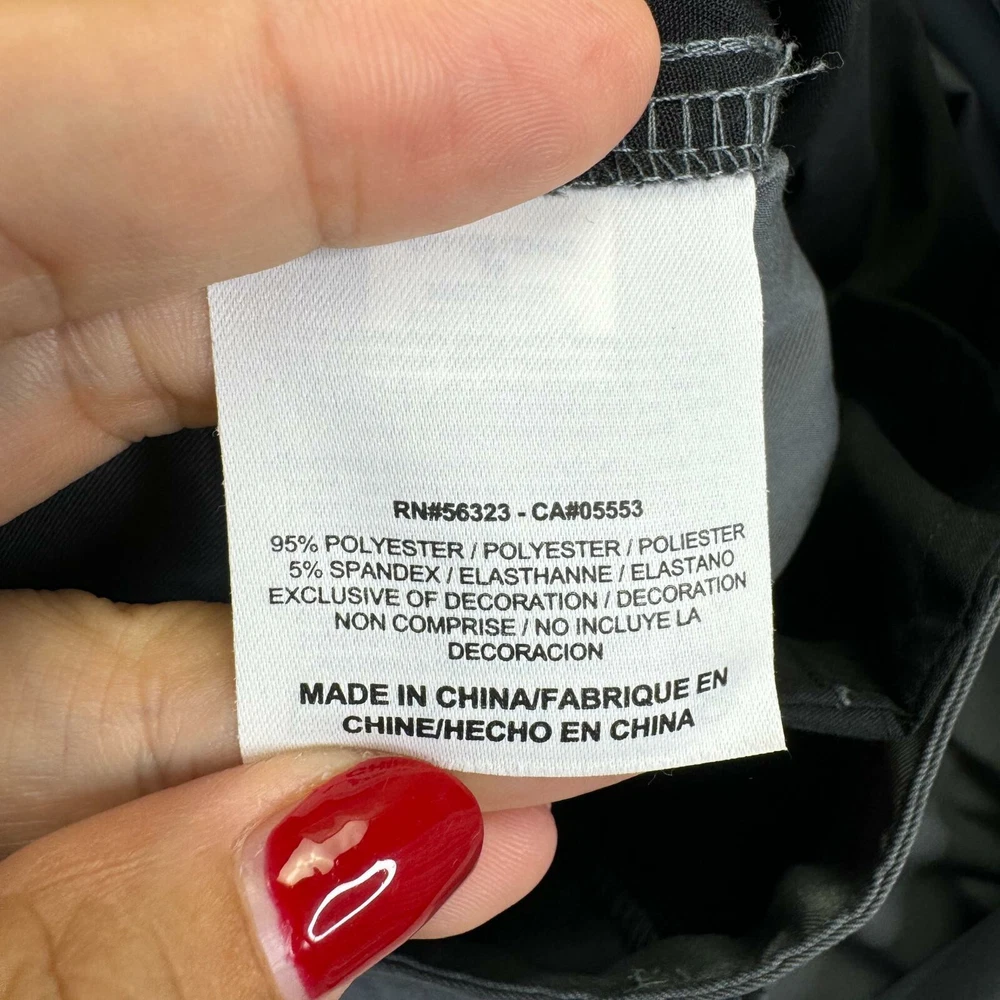 RN#56323 - CA#05553
95% POLYESTER / POLYESTER / POLIESTER
5% SPANDEX / ELASTHANNE / ELASTANO
EXCLUSIVE OF DECORATION / DECORATION
NON COMPRISE / NO INCLUYE LA
DECORACION
MADE IN CHINA/FABRIQUE EN
CHINE/HECHO EN CHINA